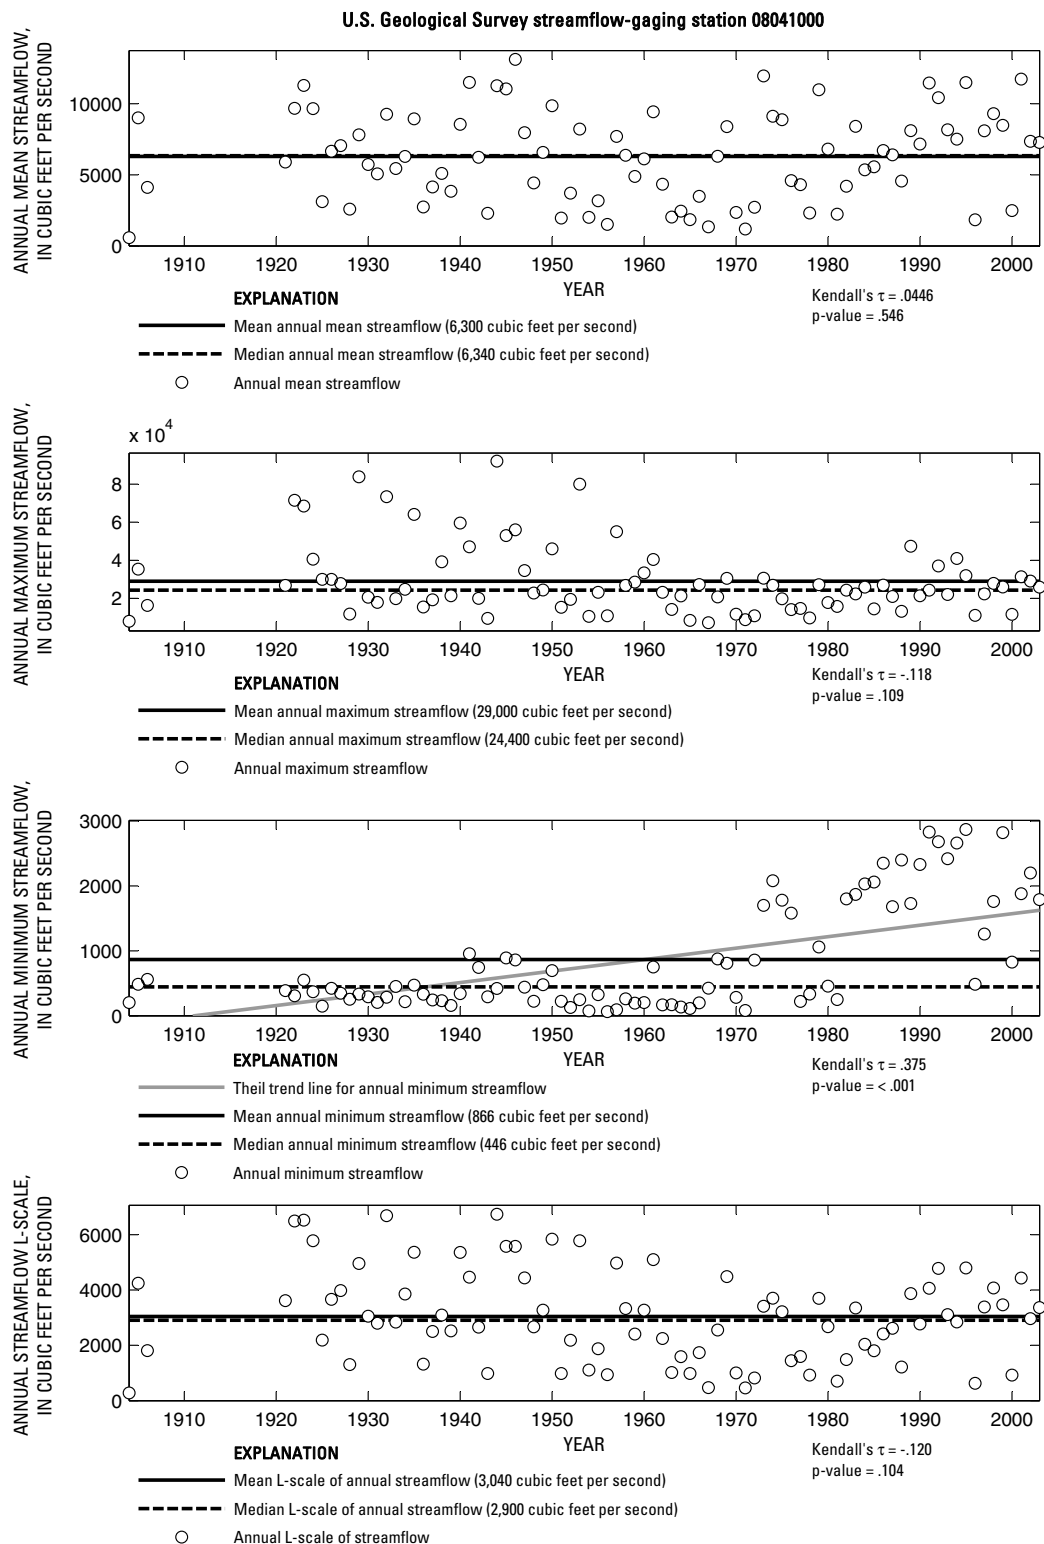 U.S. Geological Survey streamflow-gaging station 08041000
ANNUAL MEAN STREAMFLOW,
IN CUBIC FEET PER SECOND
10000
5000
0
1910 1920 1930 1940 1950 1960 1970 1980 1990 2000
YEAR
Kendall's τ = .0446
p-value = .546
EXPLANATION
Mean annual mean streamflow (6,300 cubic feet per second)
Median annual mean streamflow (6,340 cubic feet per second)
Annual mean streamflow
ANNUAL MAXIMUM STREAMFLOW,
IN CUBIC FEET PER SECOND
x 10⁴
8
6
4
2
1910 1920 1930 1940 1950 1960 1970 1980 1990 2000
YEAR
Kendall's τ = -.118
p-value = .109
EXPLANATION
Mean annual maximum streamflow (29,000 cubic feet per second)
Median annual maximum streamflow (24,400 cubic feet per second)
Annual maximum streamflow
ANNUAL MINIMUM STREAMFLOW,
IN CUBIC FEET PER SECOND
3000
2000
1000
0
1910 1920 1930 1940 1950 1960 1970 1980 1990 2000
YEAR
Kendall's τ = .375
p-value = < .001
EXPLANATION
Theil trend line for annual minimum streamflow
Mean annual minimum streamflow (866 cubic feet per second)
Median annual minimum streamflow (446 cubic feet per second)
Annual minimum streamflow
ANNUAL STREAMFLOW L-SCALE,
IN CUBIC FEET PER SECOND
6000
4000
2000
0
1910 1920 1930 1940 1950 1960 1970 1980 1990 2000
YEAR
Kendall's τ = -.120
p-value = .104
EXPLANATION
Mean L-scale of annual streamflow (3,040 cubic feet per second)
Median L-scale of annual streamflow (2,900 cubic feet per second)
Annual L-scale of streamflow